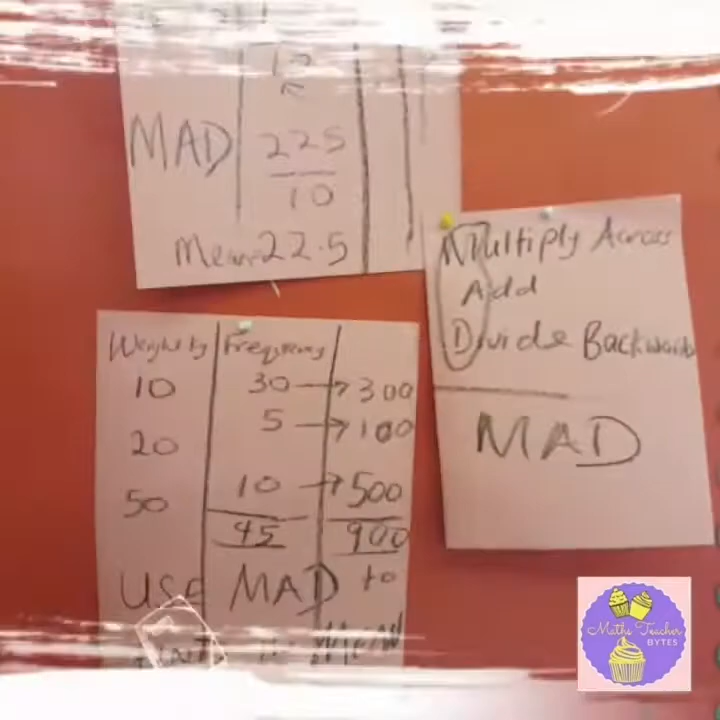 MAD
225
10
Mean 22.5
Multiply Across
Add
Divide Backwards
MAD
Weight kg Frequency
10 30 → 300
20 5 → 100
50 10 → 500
45 900
USE MAD to
Maths Teacher
BYTES